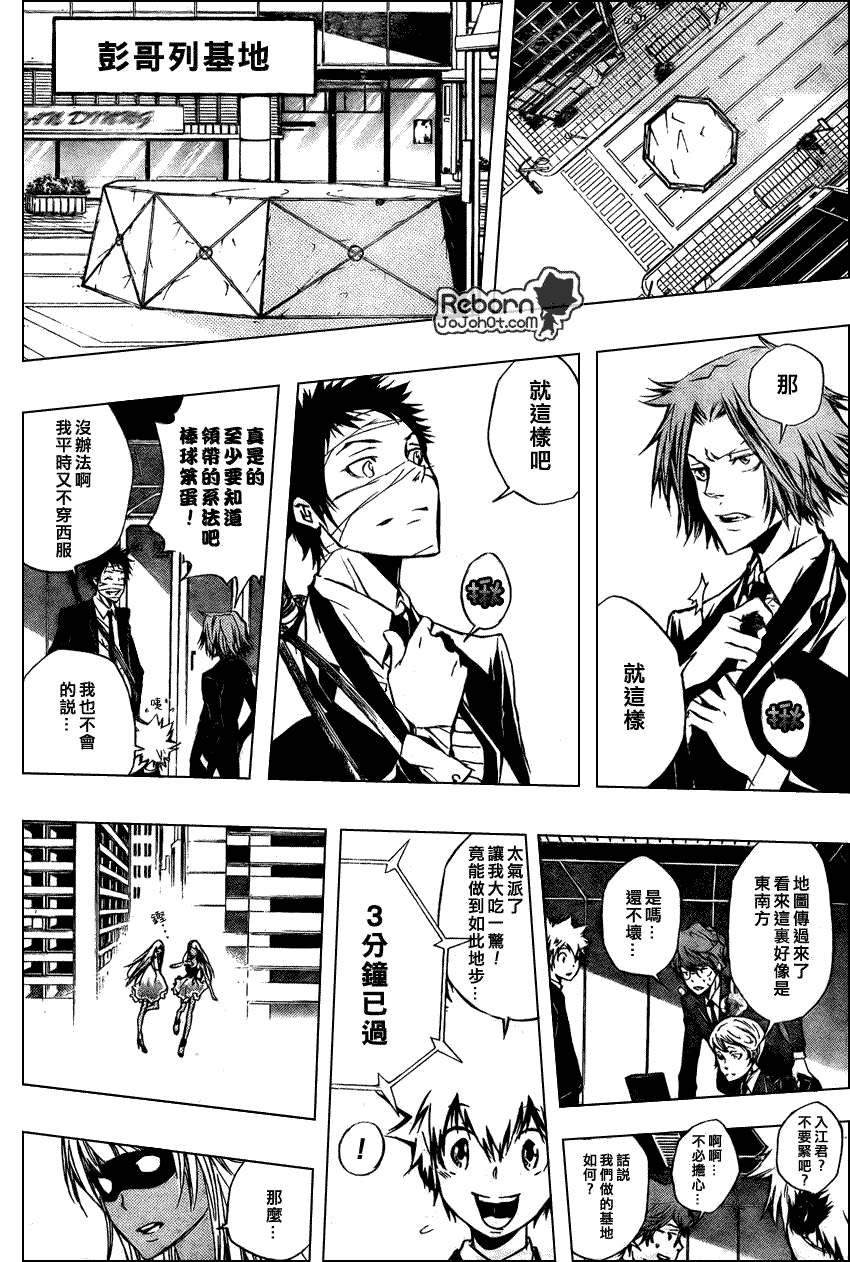 彭哥列基地
Reborn
JoJoh0t.com
那
就這樣
揪
就這樣吧
揪
真是的
至少要知道
領帶的系法吧
棒球笨蛋！
沒辦法啊
我平時又不穿西服
咦
我也不會
的説…
地圖傳過來了
看來這裏好像是
東南方
是嗎…
還不壞…
入江君？
不要緊吧？
啊啊…
不必擔心…
話説
我們做的基地
如何？
太氣派了
讓我大吃一驚！
竟能做到如此地步…
！
3分鐘已過
那麼…